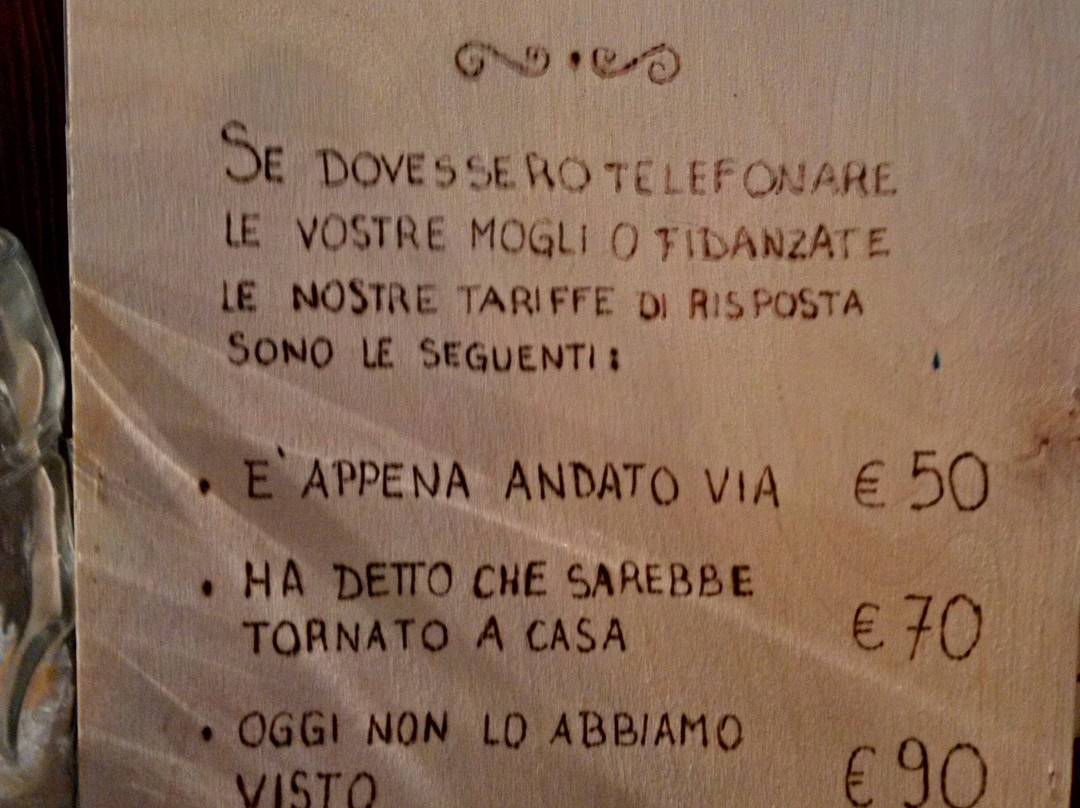 SE DOVESSERO TELEFONARE
LE VOSTRE MOGLI O FIDANZATE
LE NOSTRE TARIFFE DI RISPOSTA
SONO LE SEGUENTI:
• E' APPENA ANDATO VIA € 50
• HA DETTO CHE SAREBBE
TORNATO A CASA € 70
• OGGI NON LO ABBIAMO
VISTO € 90